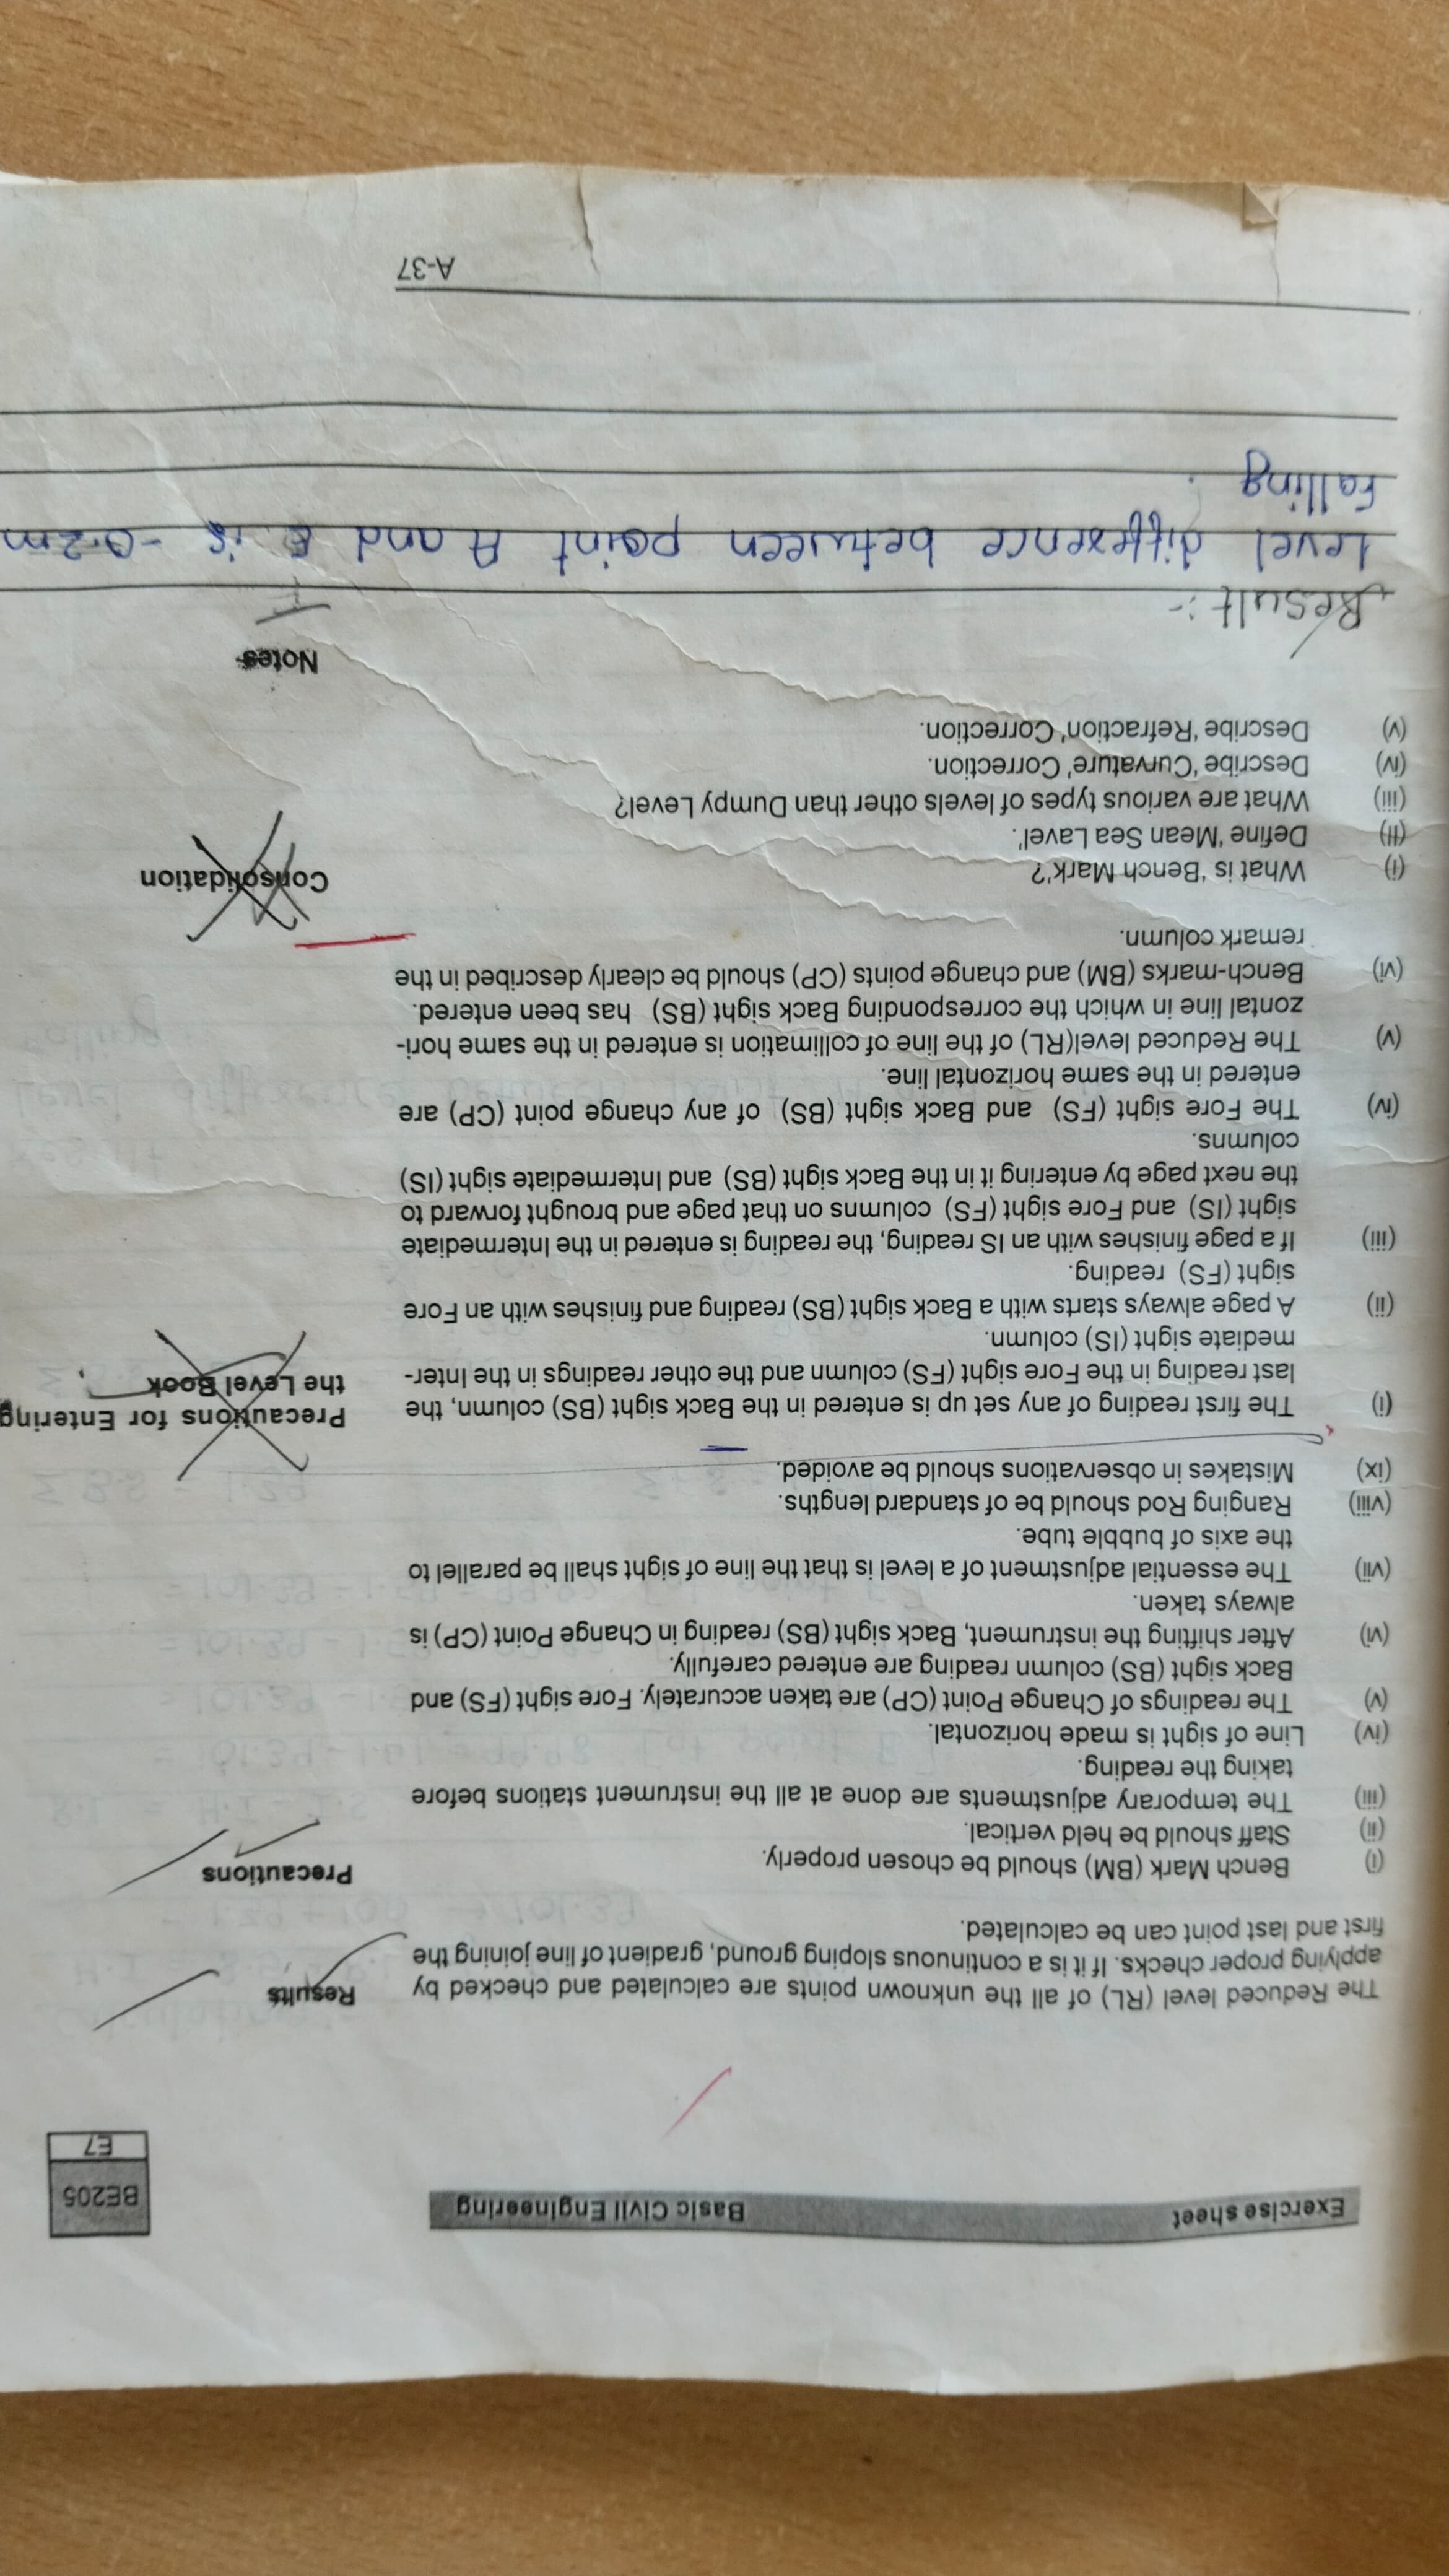 Exercise sheet Basic Civil Engineering
BE205
E7
The Reduced level (RL) of all the unknown points are calculated and checked by
applying proper checks. If it is a continuous sloping ground, gradient of line joining the
first and last point can be calculated.
Results
(i) Bench Mark (BM) should be chosen properly.
Precautions
(ii) Staff should be held vertical.
(iii) The temporary adjustments are done at all the instrument stations before
taking the reading.
(iv) Line of sight is made horizontal.
(v) The readings of Change Point (CP) are taken accurately. Fore sight (FS) and
Back sight (BS) column reading are entered carefully.
(vi) After shifting the instrument, Back sight (BS) reading in Change Point (CP) is
always taken.
(vii) The essential adjustment of a level is that the line of sight shall be parallel to
the axis of bubble tube.
(viii) Ranging Rod should be of standard lengths.
(ix) Mistakes in observations should be avoided.
Precautions for Entering
the Level Book
(i) The first reading of any set up is entered in the Back sight (BS) column, the
last reading in the Fore sight (FS) column and the other readings in the Inter-
mediate sight (IS) column.
(ii) A page always starts with a Back sight (BS) reading and finishes with an Fore
sight (FS) reading.
(iii) If a page finishes with an IS reading, the reading is entered in the Intermediate
sight (IS) and Fore sight (FS) columns on that page and brought forward to
the next page by entering it in the Back sight (BS) and Intermediate sight (IS)
columns.
(iv) The Fore sight (FS) and Back sight (BS) of any change point (CP) are
entered in the same horizontal line.
(v) The Reduced level(RL) of the line of collimation is entered in the same hori-
zontal line in which the corresponding Back sight (BS) has been entered.
(vi) Bench-marks (BM) and change points (CP) should be clearly described in the
remark column.
Consolidation
(i) What is ‘Bench Mark’?
(ii) Define ‘Mean Sea Lavel’.
(iii) What are various types of levels other than Dumpy Level?
(iv) Describe ‘Curvature’ Correction.
(v) Describe ‘Refraction’ Correction.
Notes
Result :-
Level difference between point A and E is -0.2m
Falling.
A-37